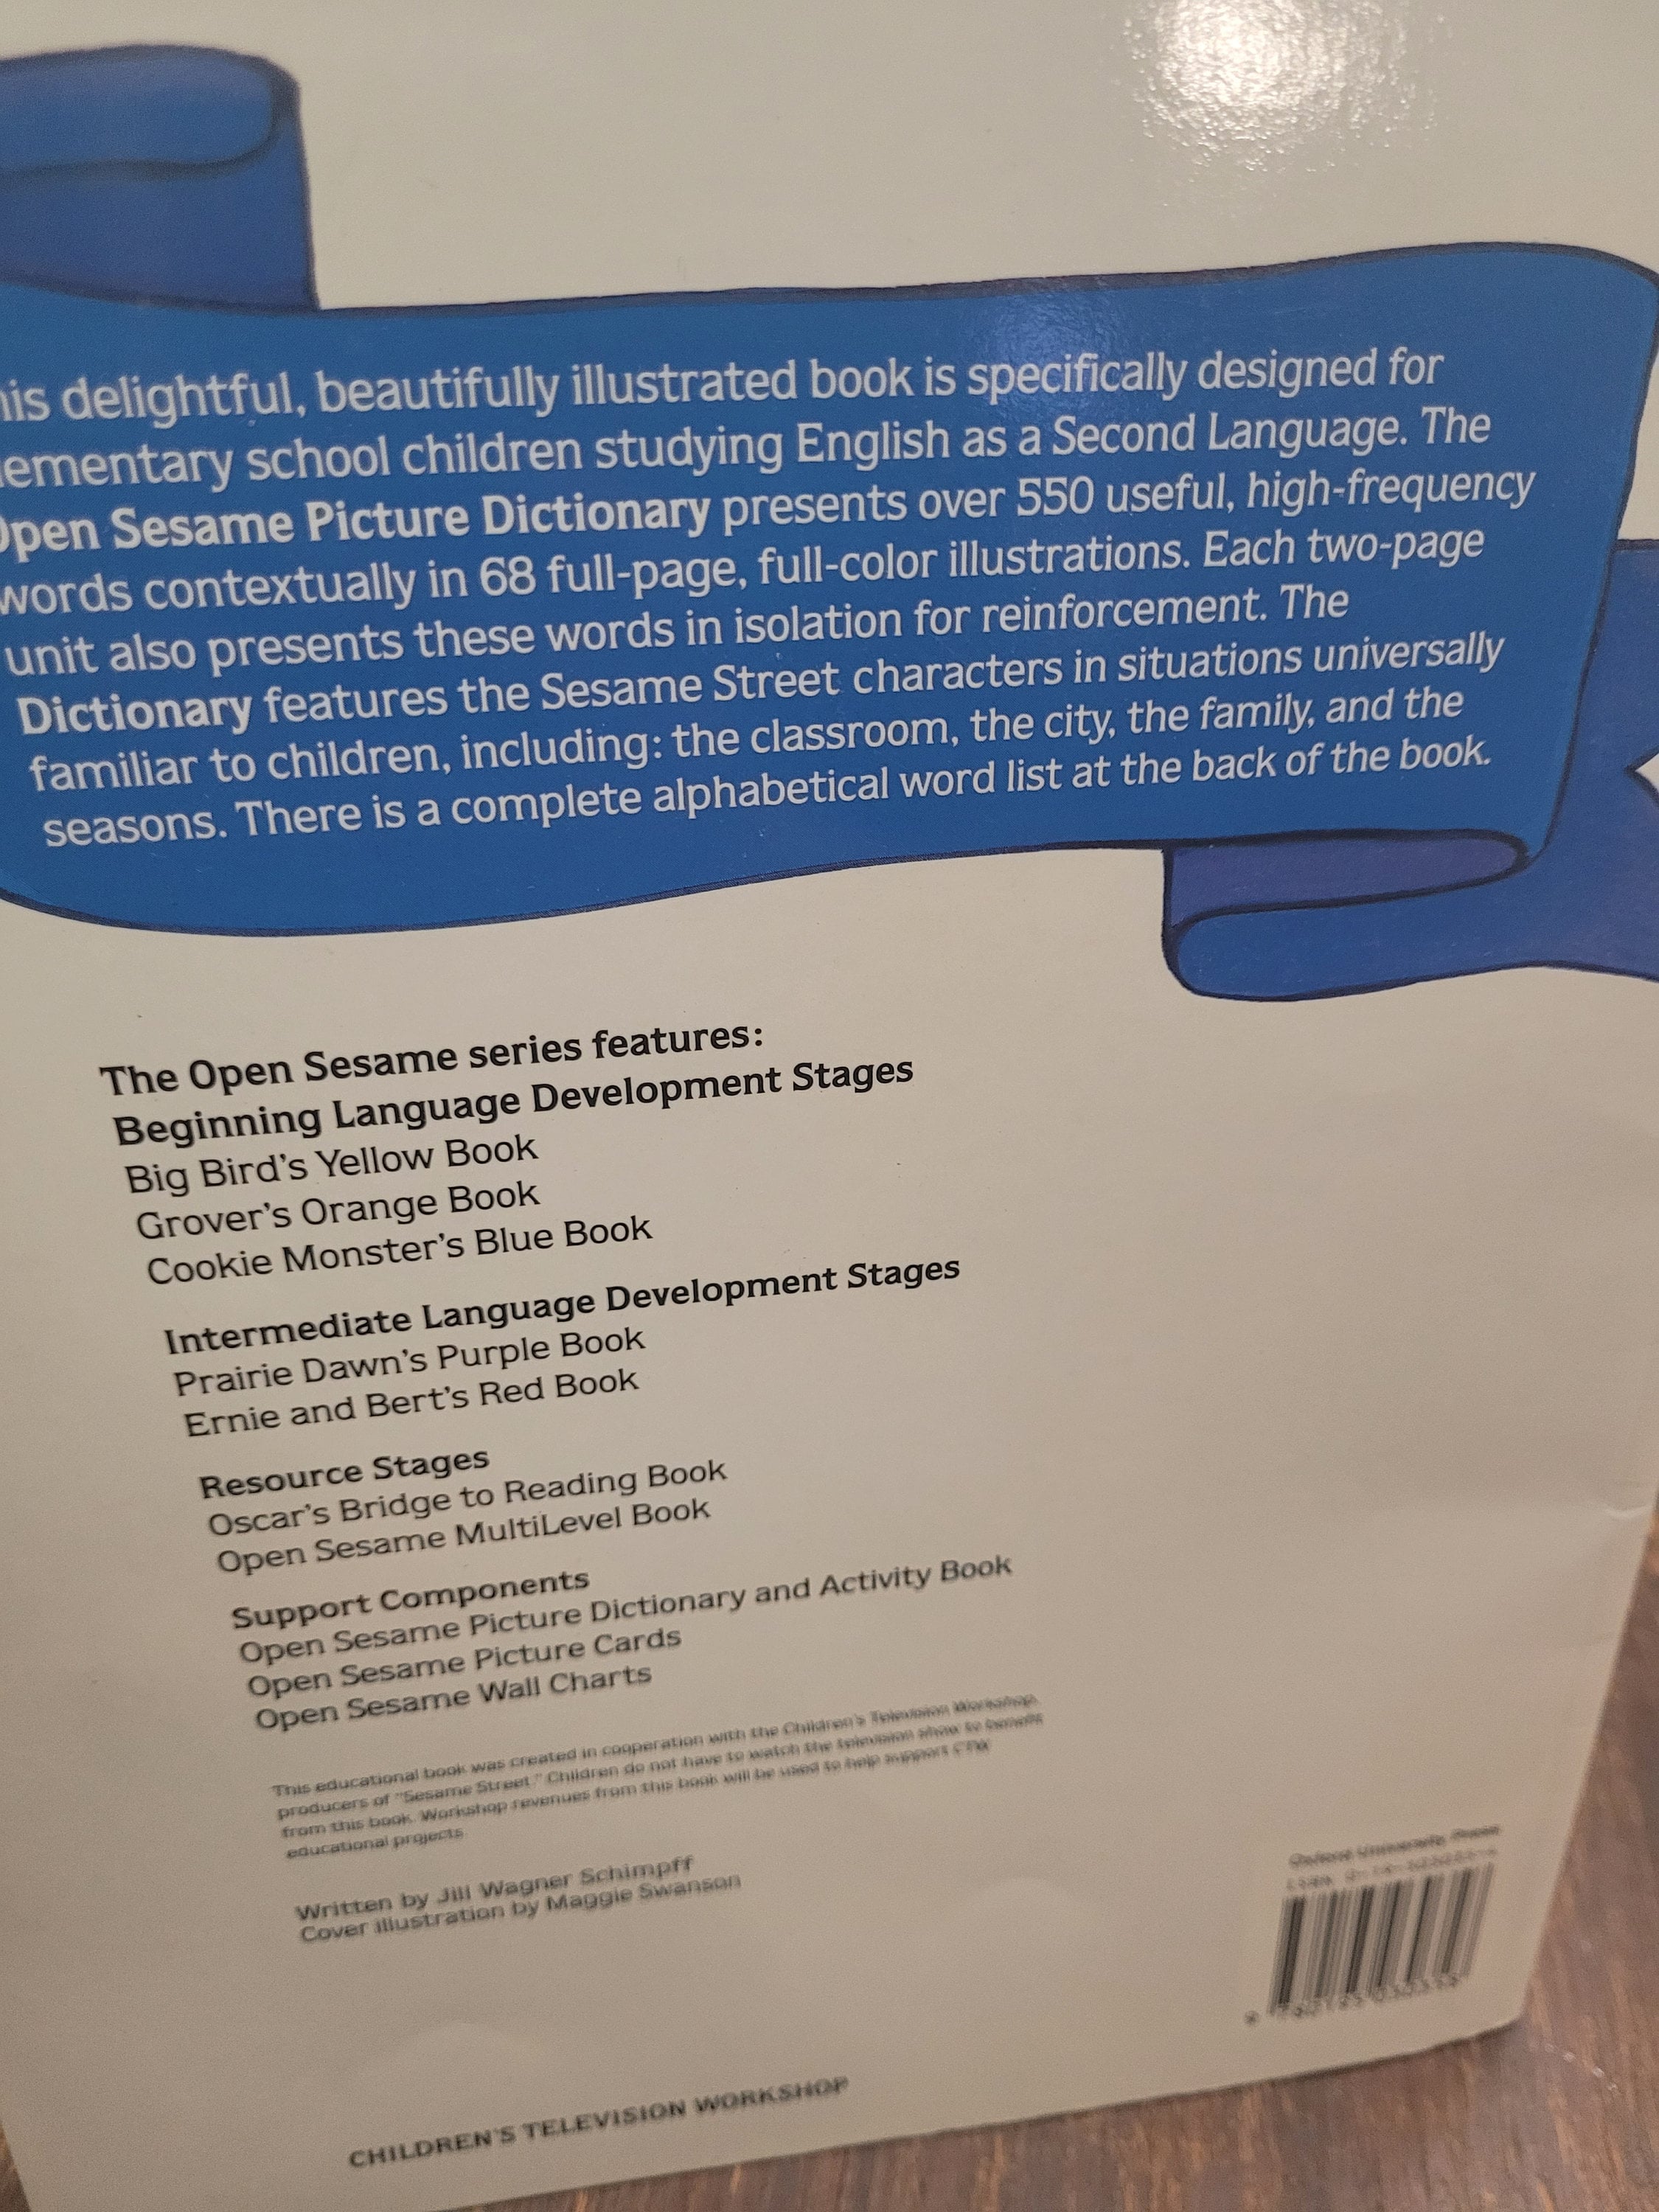 his delightful, beautifully illustrated book is specifically designed for
lementary school children studying English as a Second Language. The
Open Sesame Picture Dictionary presents over 550 useful, high-frequency
words contextually in 68 full-page, full-color illustrations. Each two-page
unit also presents these words in isolation for reinforcement. The
Dictionary features the Sesame Street characters in situations universally
familiar to children, including: the classroom, the city, the family, and the
seasons. There is a complete alphabetical word list at the back of the book.
The Open Sesame series features:
Beginning Language Development Stages
Big Bird's Yellow Book
Grover's Orange Book
Cookie Monster's Blue Book
Intermediate Language Development Stages
Prairie Dawn's Purple Book
Ernie and Bert's Red Book
Resource Stages
Oscar's Bridge to Reading Book
Open Sesame MultiLevel Book
Support Components
Open Sesame Picture Dictionary and Activity Book
Open Sesame Picture Cards
Open Sesame Wall Charts
This educational book was created in cooperation with the Children's Television Workshop,
producers of "Sesame Street." Children do not have to watch the television show to benefit
from this book. Workshop revenues from this book will be used to help support CTW
educational projects.
Written by Jill Wagner Schimpff
Cover illustration by Maggie Swanson
Oxford University Press
ISBN
CHILDREN'S TELEVISION WORKSHOP